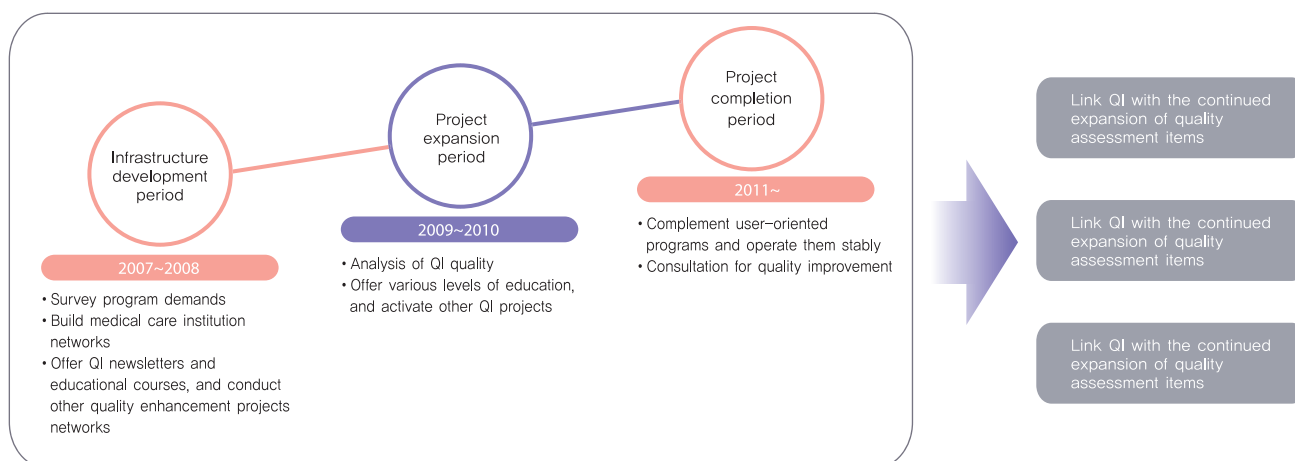 Infrastructure
development
period
2007~2008
• Survey program demands
• Build medical care institution
networks
• Offer QI newsletters and
educational courses, and conduct
other quality enhancement projects
networks
Project
expansion
period
2009~2010
• Analysis of QI quality
• Offer various levels of education,
and activate other QI projects
Project
completion
period
2011~
• Complement user-oriented
programs and operate them stably
• Consultation for quality improvement
Link QI with the continued
expansion of quality
assessment items
Link QI with the continued
expansion of quality
assessment items
Link QI with the continued
expansion of quality
assessment items